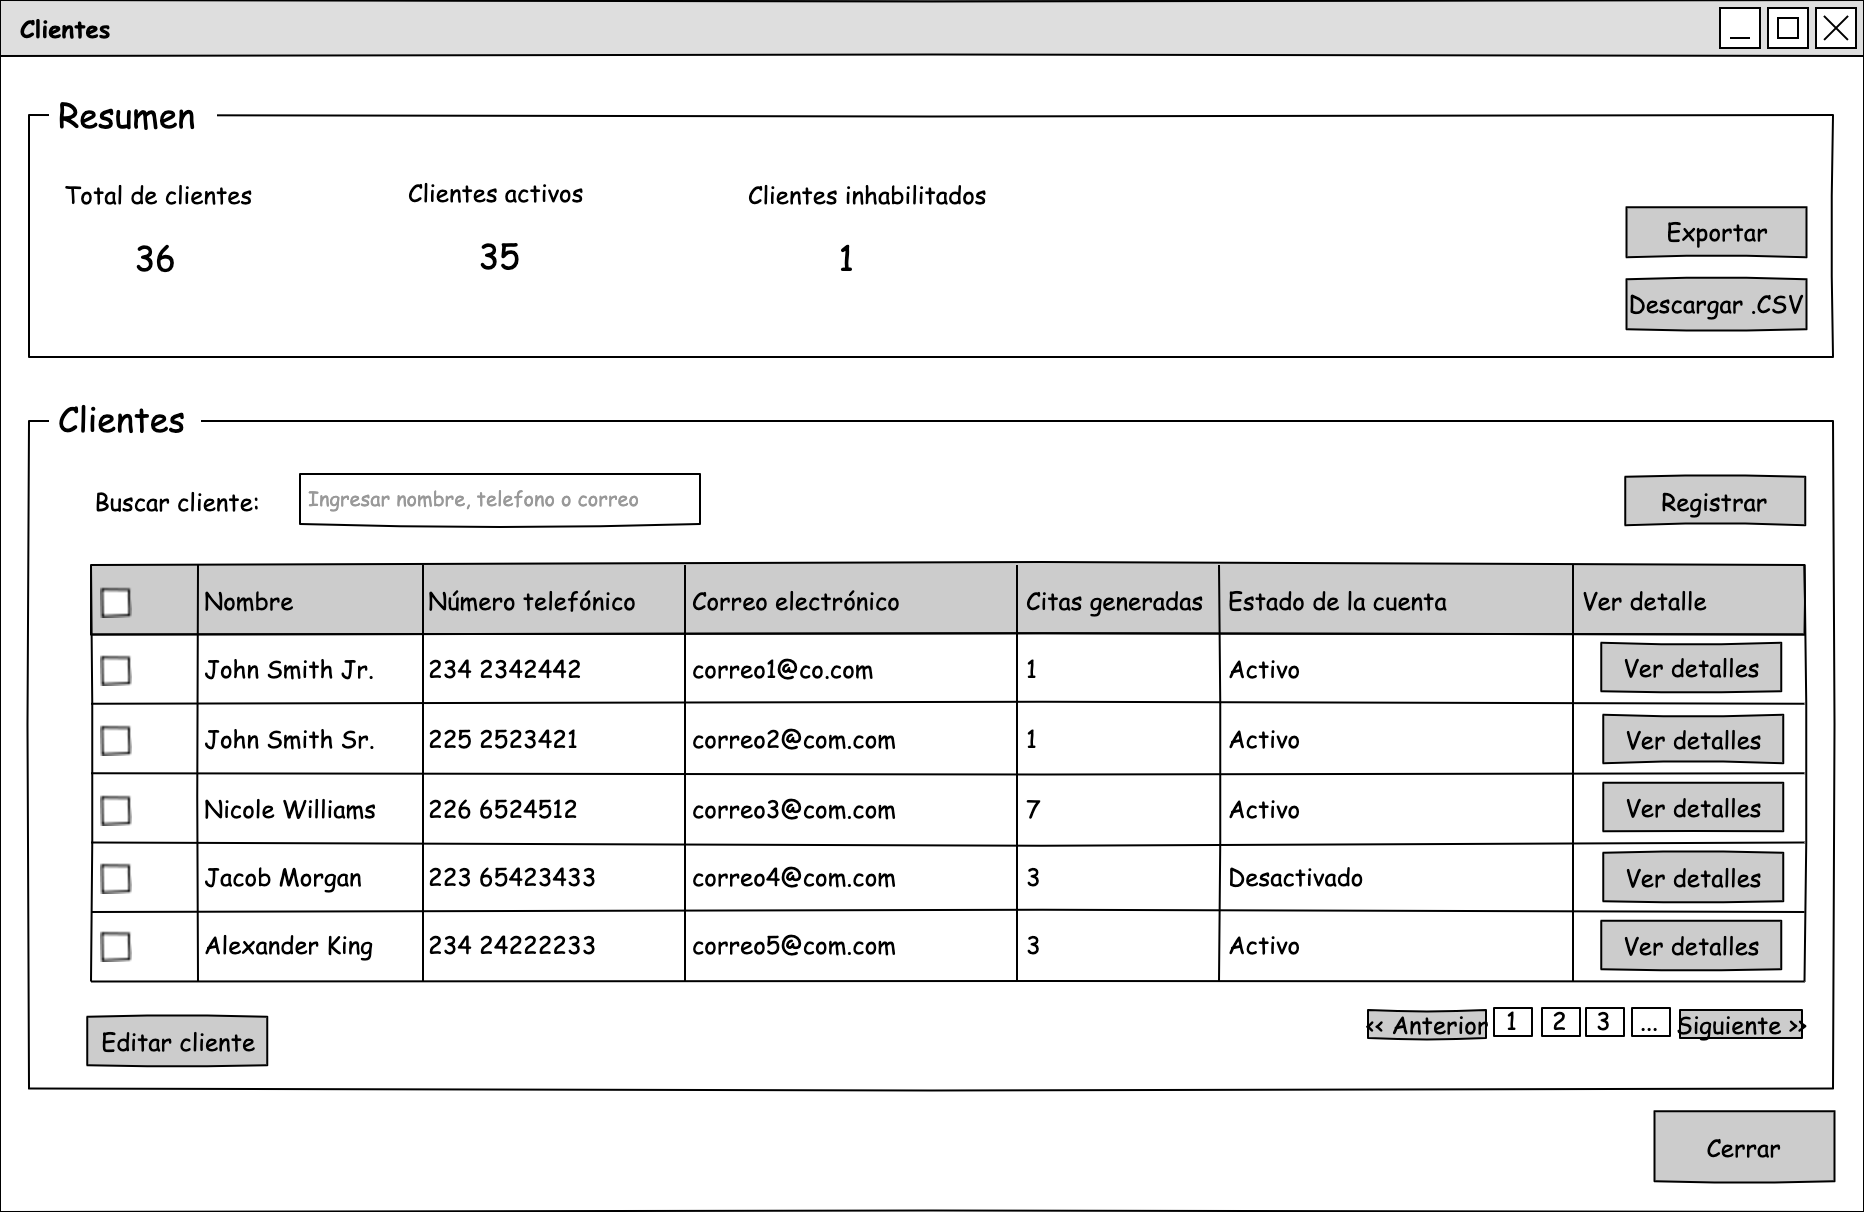 Clientes
Resumen
Total de clientes Clientes activos Clientes inhabilitados
36 35 1
Exportar
Descargar .CSV
Clientes
Buscar cliente: Ingresar nombre, telefono o correo Registrar
Nombre Número telefónico Correo electrónico Citas generadas Estado de la cuenta Ver detalle
John Smith Jr. 234 2342442 correo1@co.com 1 Activo Ver detalles
John Smith Sr. 225 2523421 correo2@com.com 1 Activo Ver detalles
Nicole Williams 226 6524512 correo3@com.com 7 Activo Ver detalles
Jacob Morgan 223 65423433 correo4@com.com 3 Desactivado Ver detalles
Alexander King 234 24222233 correo5@com.com 3 Activo Ver detalles
Editar cliente << Anterior 1 2 3 ... Siguiente >>
Cerrar